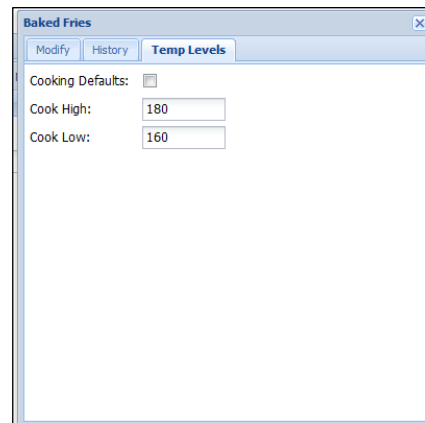 Baked Fries
Modify History Temp Levels
Cooking Defaults:
Cook High: 180
Cook Low: 160